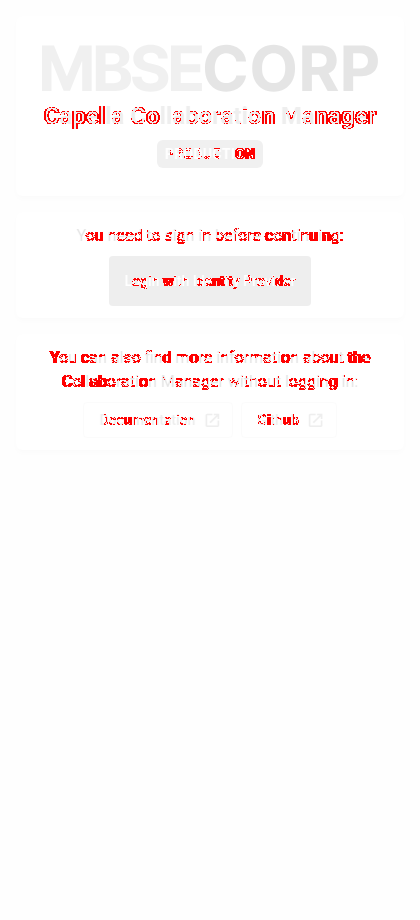 MBSECORP
Capella Collaboration Manager
PRODUCTION
You need to sign in before continuing:
Login with Identity Provider
You can also find more information about the
Collaboration Manager without logging in:
Documentation
Github